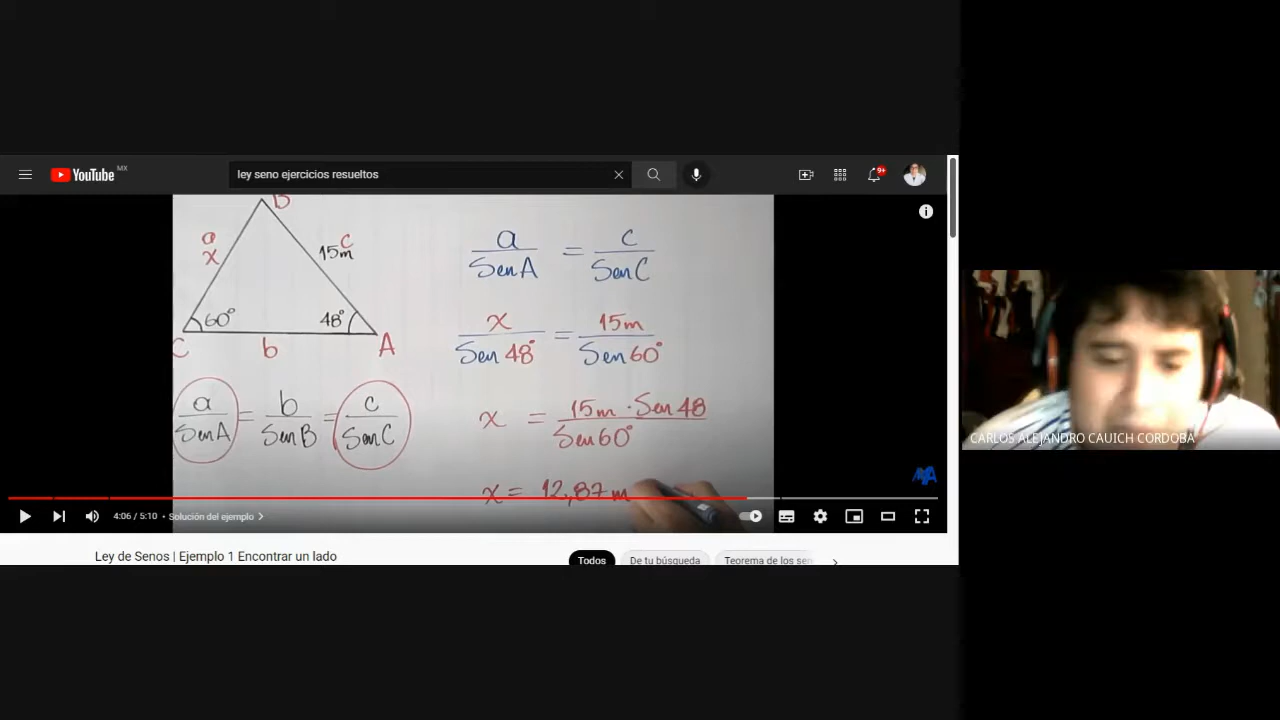 YouTube MX
ley seno ejercicios resueltos
9+
B
a
x
15m c
60°
48°
C
b
A
a/SenA = b/SenB = c/SenC
a/SenA = c/SenC
x/Sen 48° = 15m/Sen 60°
x = 15m · Sen 48/Sen 60°
x = 12,87 m
4:06 / 5:10 • Solución del ejemplo
Ley de Senos | Ejemplo 1 Encontrar un lado
Todos
De tu búsqueda
Teorema de los sen
CARLOS ALEJANDRO CAUICH CORDOBA